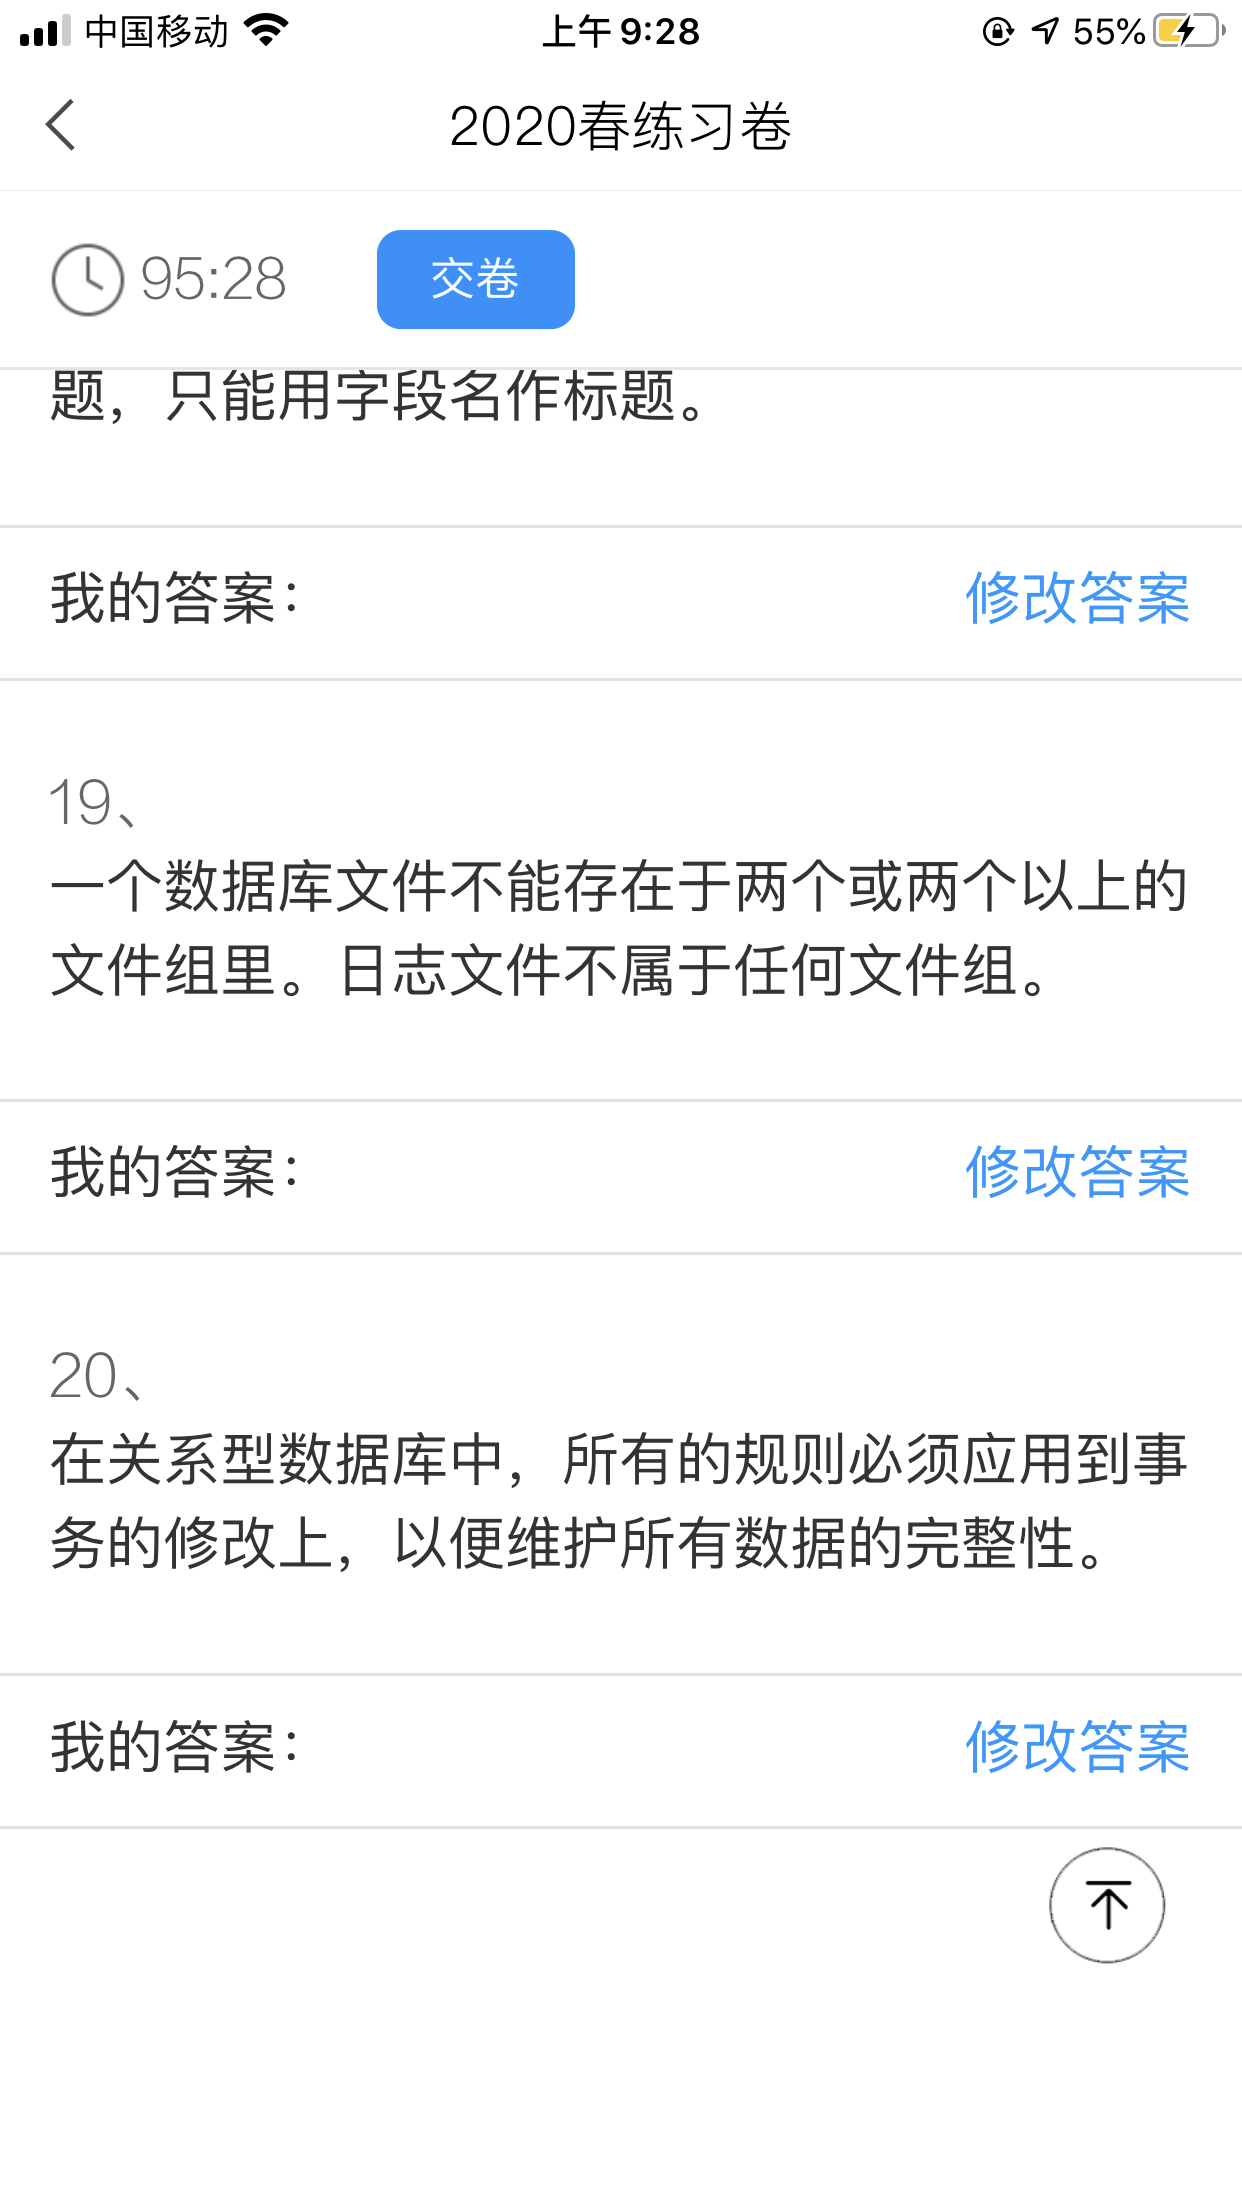 中国移动
上午 9:28
55%
2020春练习卷
95:28
交卷
题，只能用字段名作标题。
我的答案：
修改答案
19、
一个数据库文件不能存在于两个或两个以上的
文件组里。日志文件不属于任何文件组。
我的答案：
修改答案
20、
在关系型数据库中，所有的规则必须应用到事
务的修改上，以便维护所有数据的完整性。
我的答案：
修改答案